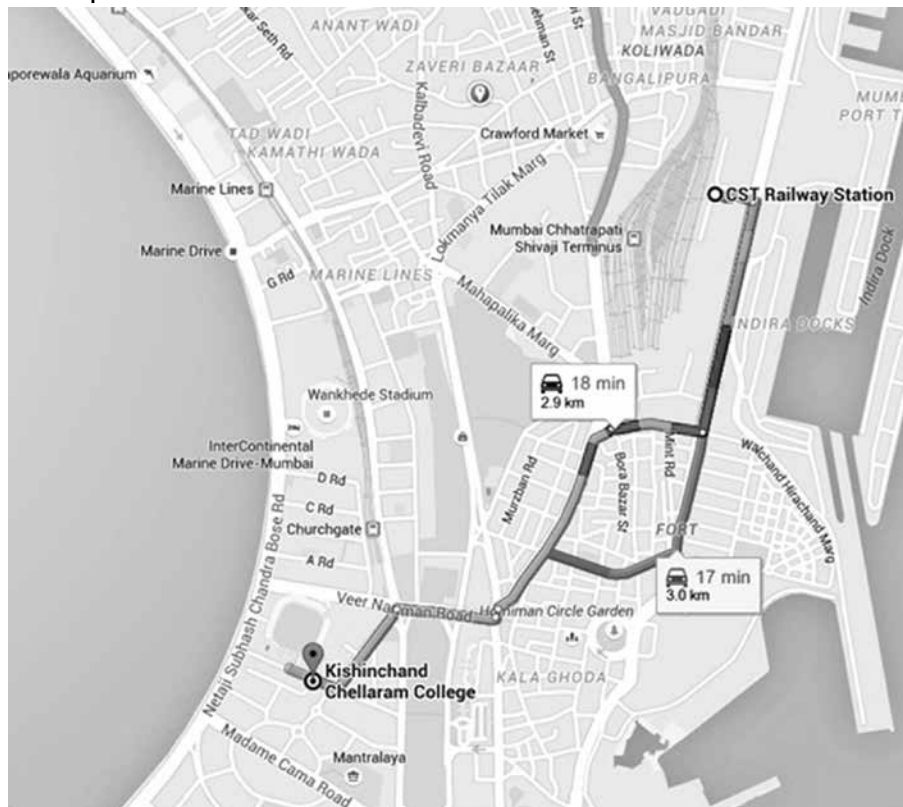 ANANT WADI
VADGADI
MASJID BANDAR
KOLIWADA
aporewala Aquarium
ZAVERI BAZAAR
BANGALIPURA
Kalbadevi Road
Crawford Market
TAD WADI
KAMATHI WADA
Marine Lines
Lokmanya Tilak Marg
CST Railway Station
Mumbai Chhatrapati
Shivaji Terminus
Marine Drive
G Rd
MARINE LINES
Mahapalika Marg
Indira Dock
INDIRA DOCKS
18 min
2.9 km
Wankhede Stadium
InterContinental
Marine Drive-Mumbai
D Rd
C Rd
Churchgate
A Rd
Murzban Rd
Bora Bazar St
Mint Rd
Walchand Hirachand Marg
FORT
17 min
3.0 km
Netaji Subhash Chandra Bose Rd
Veer Nariman Road
Horniman Circle Garden
Kishinchand
Chellaram College
KALA GHODA
Madame Cama Road
Mantralaya